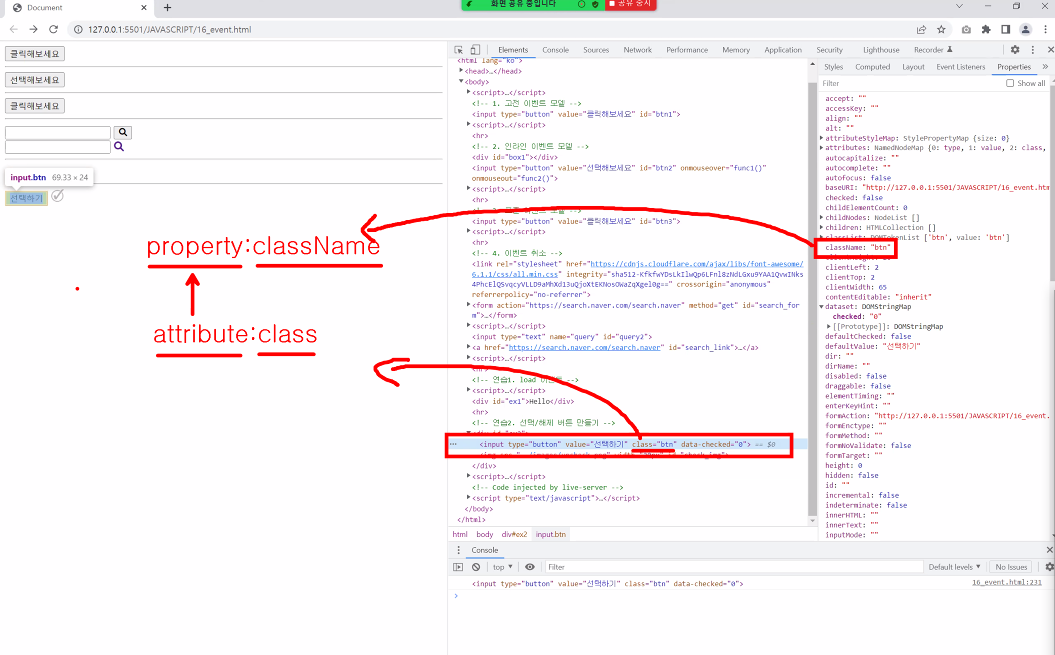 Document
화면 공유 중입니다
공유 중지
127.0.0.1:5501/JAVASCRIPT/16_event.html
클릭해보세요
선택해보세요
클릭해보세요
input.btn 69.33 × 24
선택하기
property:className
attribute:class
Elements Console Sources Network Performance Memory Application Security Lighthouse Recorder
<html lang="ko">
<head>…</head>
<body>
<script>…</script>
<!-- 1. 고전 이벤트 모델 -->
<input type="button" value="클릭해보세요" id="btn1">
<script>…</script>
<hr>
<!-- 2. 인라인 이벤트 모델 -->
<div id="box1"></div>
<input type="button" value="선택해보세요" id="btn2" onmouseover="func1()"
onmouseout="func2()">
<script>…</script>
<hr>
<input type="button" value="클릭해보세요" id="btn3">
<script>…</script>
<hr>
<!-- 4. 이벤트 취소 -->
<link rel="stylesheet" href="https://cdnjs.cloudflare.com/ajax/libs/font-awesome/
6.1.1/css/all.min.css" integrity=
crossorigin="anonymous"
referrerpolicy="no-referrer">
<form action="https://search.naver.com/search.naver" method="get" id="search_for
m">…</form>
<script>…</script>
<input type="text" name="query" id="query2">
<a href="https://search.naver.com/search.naver" id="search_link">…</a>
<script>…</script>
<hr>
<!-- 연습1. load 이벤트 -->
<script>…</script>
<div id="ex1">Hello</div>
<hr>
<!-- 연습2. 선택/해제 버튼 만들기 -->
<div id="ex2">
<input type="button" value="선택하기" class="btn" data-checked="0"> == $0
</div>
<script>…</script>
<!-- Code injected by live-server -->
<script type="text/javascript">…</script>
</body>
</html>
html body div#ex2 input.btn
Styles Computed Layout Event Listeners Properties
Filter Show all
accept: ""
accessKey: ""
align: ""
alt: ""
attributeStyleMap: StylePropertyMap {size: 0}
attributes: NamedNodeMap {0: type, 1: value, 2: class,
autocapitalize: ""
autocomplete: ""
autofocus: false
baseURI: "http://127.0.0.1:5501/JAVASCRIPT/16_event.htm
checked: false
childElementCount: 0
childNodes: NodeList []
children: HTMLCollection []
classList: DOMTokenList ['btn', value: 'btn']
className: "btn"
clientLeft: 2
clientTop: 2
clientWidth: 65
contentEditable: "inherit"
dataset: DOMStringMap
checked: "0"
[[Prototype]]: DOMStringMap
defaultChecked: false
defaultValue: "선택하기"
dir: ""
dirName: ""
disabled: false
draggable: false
elementTiming: ""
enterKeyHint: ""
formAction: "http://127.0.0.1:5501/JAVASCRIPT/16_event.
formEnctype: ""
formMethod: ""
formNoValidate: false
formTarget: ""
height: 0
hidden: false
id: ""
incremental: false
indeterminate: false
innerHTML: ""
innerText: ""
inputMode: ""
Console
top Filter Default levels No Issues
<input type="button" value="선택하기" class="btn" data-checked="0"> 16_event.html:231